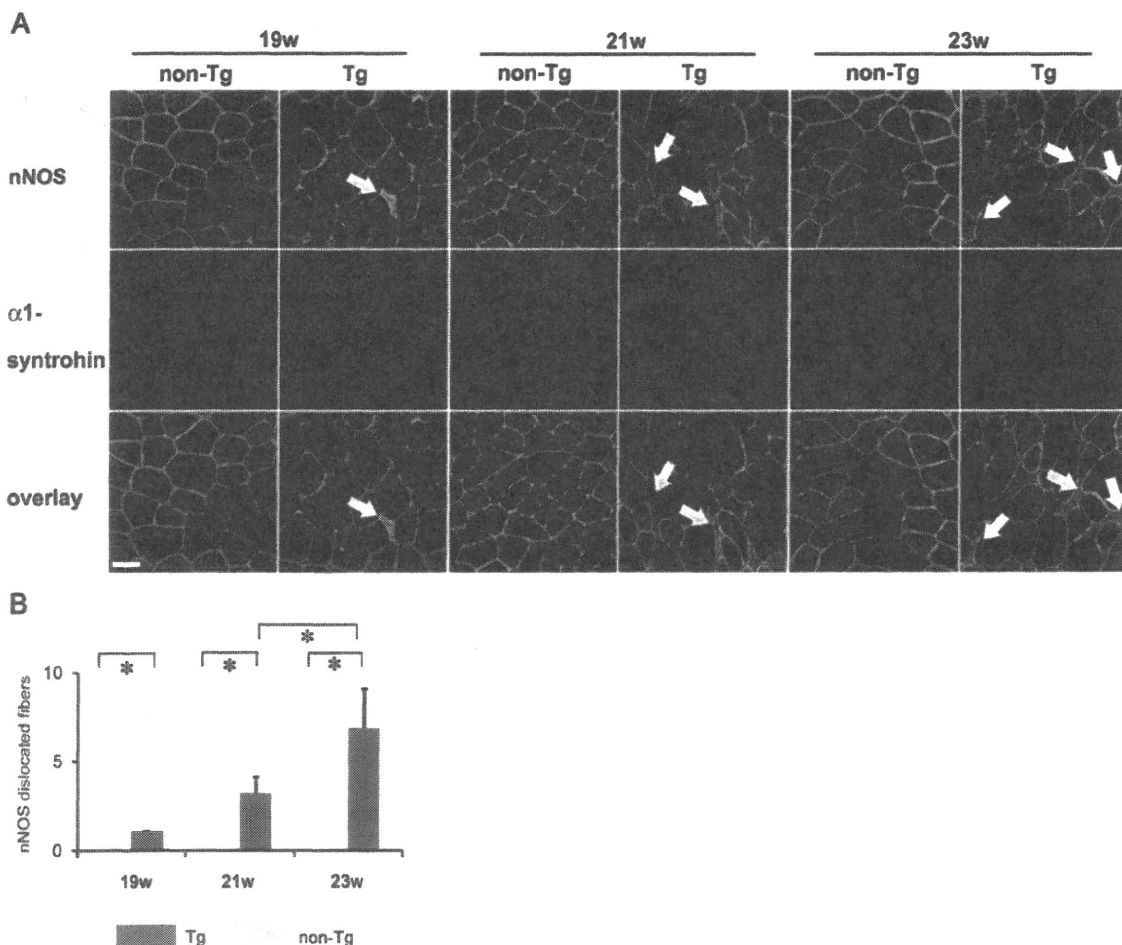 A
19w 21w 23w
non-Tg Tg non-Tg Tg non-Tg Tg
nNOS
α1-
syntrohin
overlay
B
* * * *
nNOS dislocated fibers
10
5
0
19w 21w 23w
Tg non-Tg